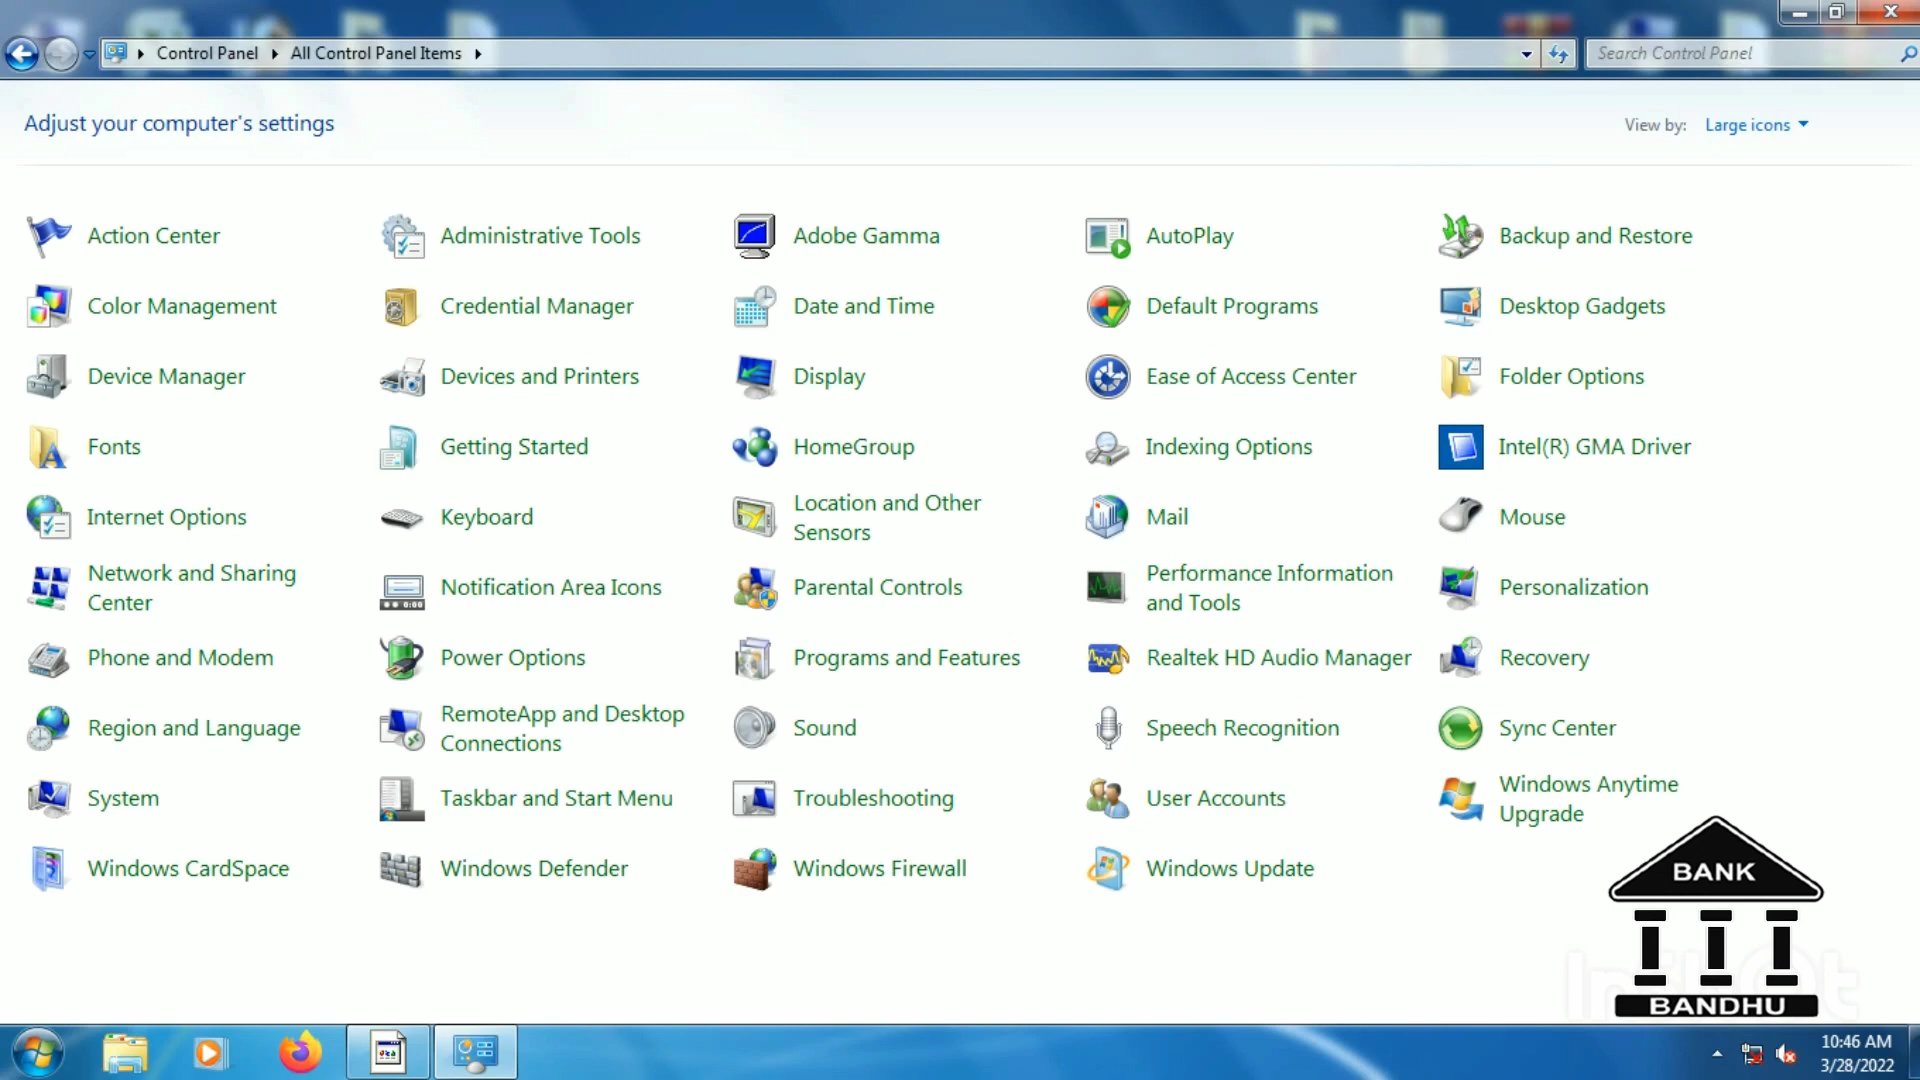 Control Panel
All Control Panel Items
Search Control Panel
Adjust your computer's settings
View by:
Large icons
Action Center
Administrative Tools
Adobe Gamma
AutoPlay
Backup and Restore
Color Management
Credential Manager
Date and Time
Default Programs
Desktop Gadgets
Device Manager
Devices and Printers
Display
Ease of Access Center
Folder Options
Fonts
Getting Started
HomeGroup
Indexing Options
Intel(R) GMA Driver
Internet Options
Keyboard
Location and Other
Sensors
Mail
Mouse
Network and Sharing
Center
Notification Area Icons
Parental Controls
Performance Information
and Tools
Personalization
Phone and Modem
Power Options
Programs and Features
Realtek HD Audio Manager
Recovery
Region and Language
RemoteApp and Desktop
Connections
Sound
Speech Recognition
Sync Center
System
Taskbar and Start Menu
Troubleshooting
User Accounts
Windows Anytime
Upgrade
Windows CardSpace
Windows Defender
Windows Firewall
Windows Update
BANK
BANDHU
10:46 AM
3/28/2022